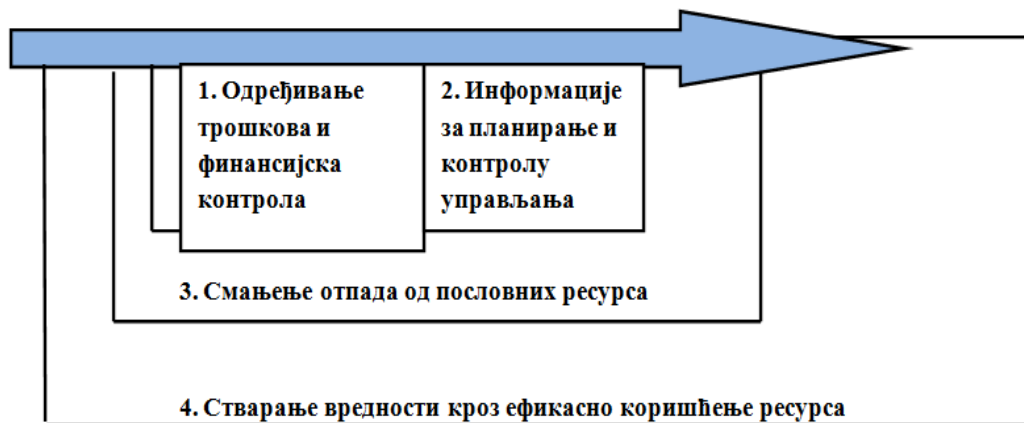 1. Одређивање
трошкова и
финансијска
контрола
2. Информације
за планирање и
контролу
управљања
3. Смањење отпада од пословних ресурса
4. Стварање вредности кроз ефикасно коришћење ресурса